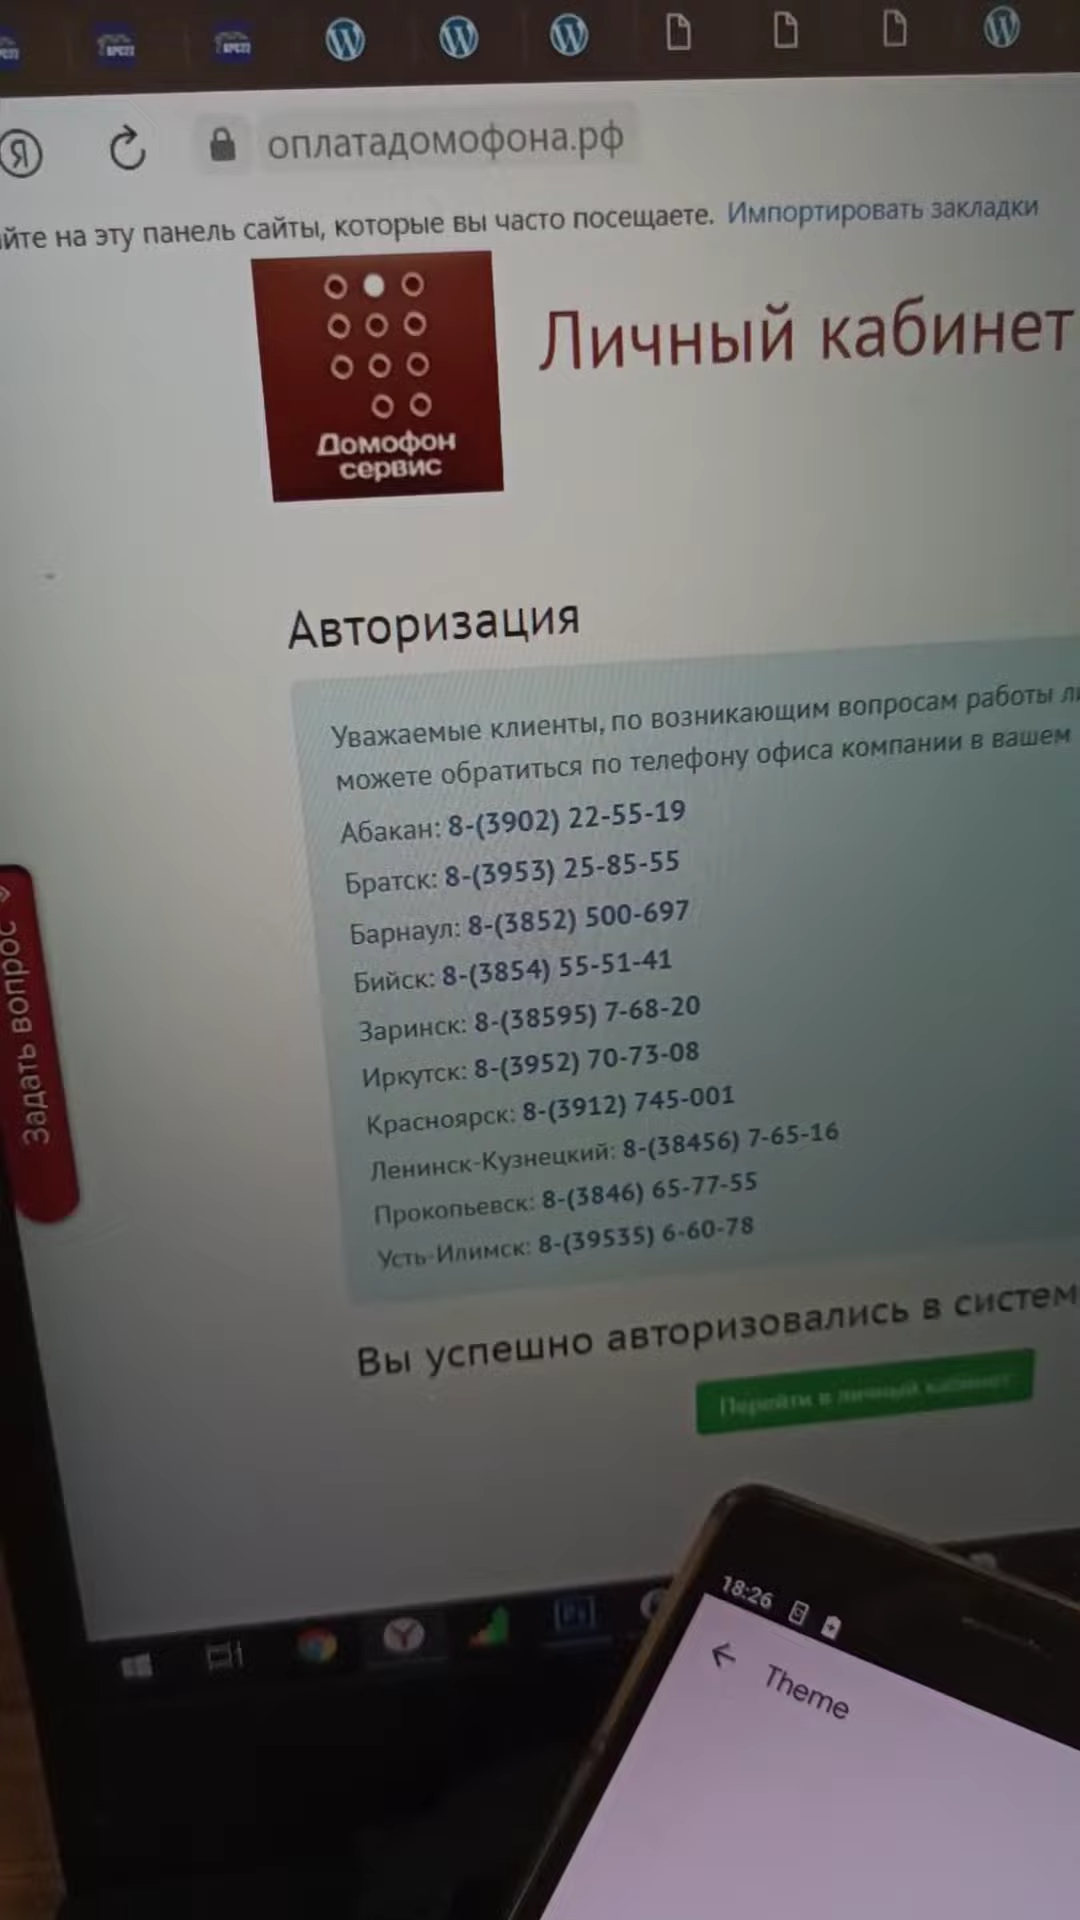 оплатадомофона.рф
на эту панель сайты, которые вы часто посещаете. Импортировать закладки
Домофон
сервис
Личный кабинет
Авторизация
Уважаемые клиенты, по возникающим вопросам работы
можете обратиться по телефону офиса компании в вашем
Абакан: 8-(3902) 22-55-19
Братск: 8-(3953) 25-85-55
Барнаул: 8-(3852) 500-697
Бийск: 8-(3854) 55-51-41
Заринск: 8-(38595) 7-68-20
Иркутск: 8-(3952) 70-73-08
Красноярск: 8-(3912) 745-001
Ленинск-Кузнецкий: 8-(38456) 7-65-16
Прокопьевск: 8-(3846) 65-77-55
Усть-Илимск: 8-(39535) 6-60-78
Задать вопрос
Вы успешно авторизовались в систем
Перейти в личный кабинет
18:26
Theme